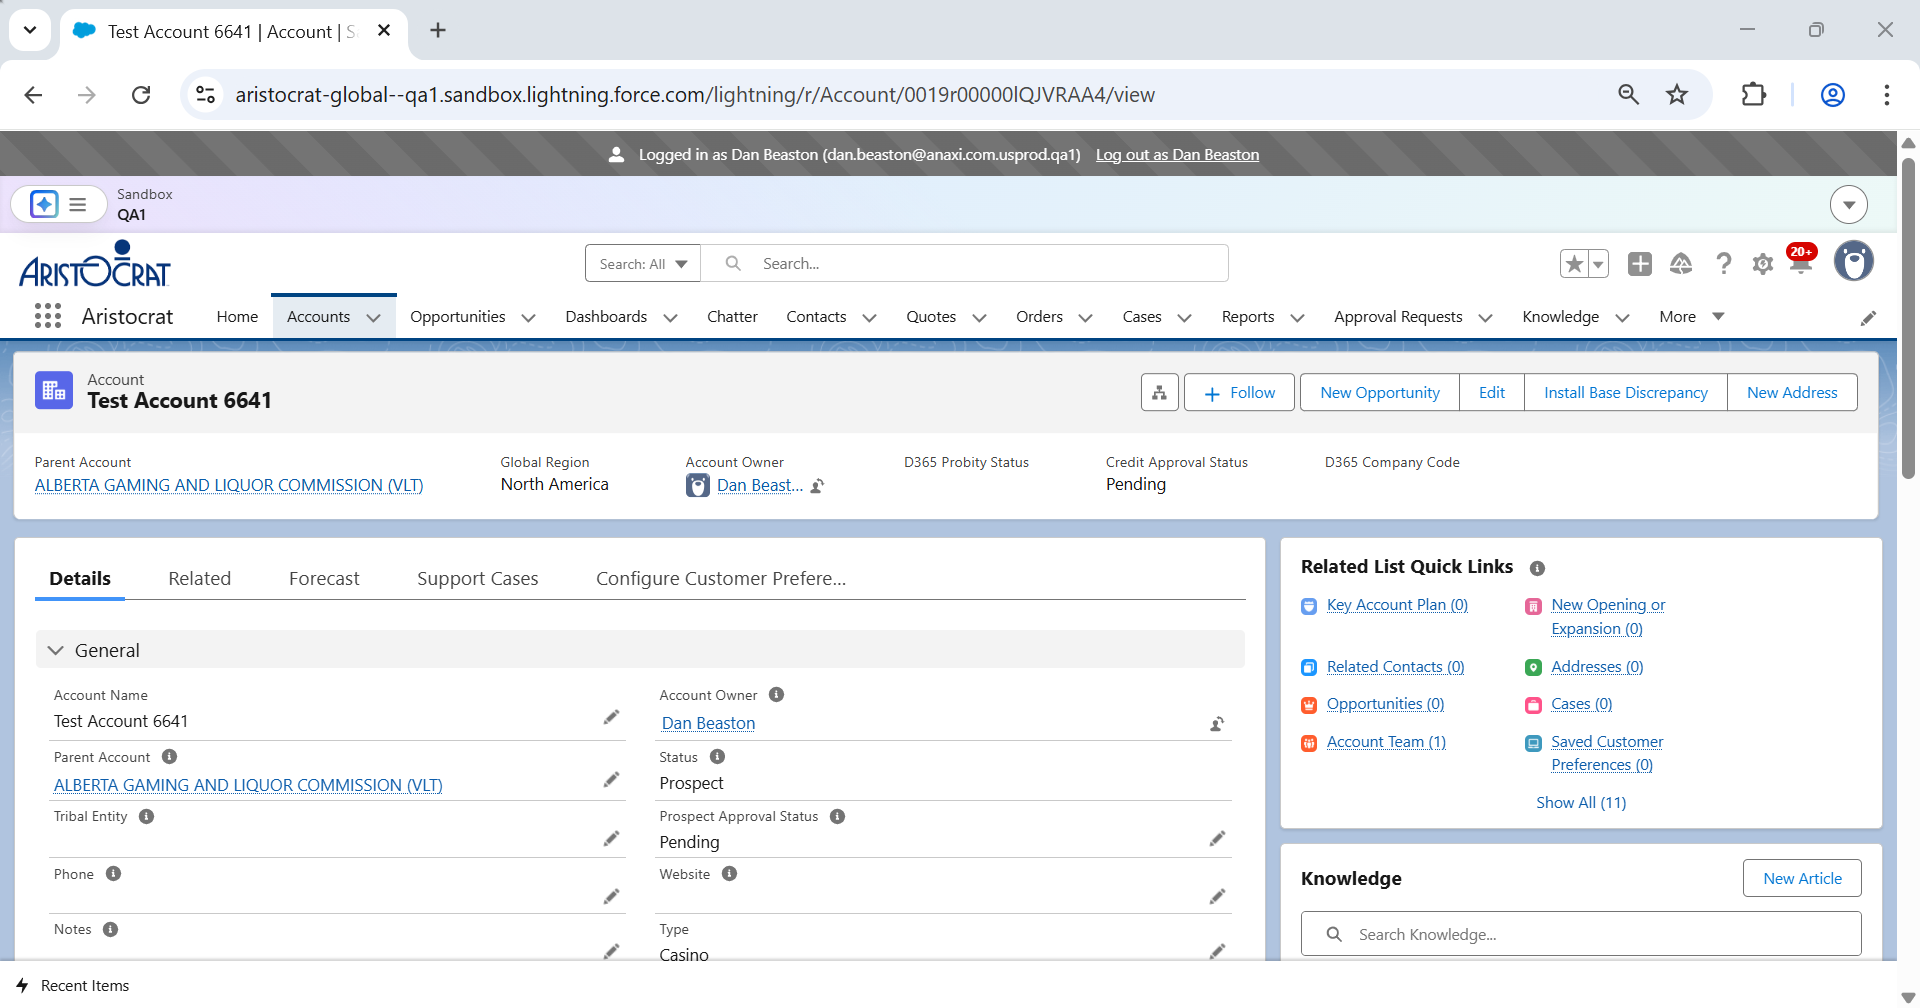 Test Account 6641 | Account | S
aristocrat-global--qa1.sandbox.lightning.force.com/lightning/r/Account/0019r00000lQJVRAA4/view
Logged in as Dan Beaston (dan.beaston@anaxi.com.usprod.qa1) Log out as Dan Beaston
Sandbox
QA1
ARISTOCRAT
Search: All Search...
20+
Aristocrat Home Accounts Opportunities Dashboards Chatter Contacts Quotes Orders Cases Reports Approval Requests Knowledge More
Account
Test Account 6641
Follow New Opportunity Edit Install Base Discrepancy New Address
Parent Account Global Region Account Owner D365 Probity Status Credit Approval Status D365 Company Code
ALBERTA GAMING AND LIQUOR COMMISSION (VLT) North America Dan Beast... Pending
Details Related Forecast Support Cases Configure Customer Prefere...
General
Account Name Account Owner
Test Account 6641 Dan Beaston
Parent Account Status
ALBERTA GAMING AND LIQUOR COMMISSION (VLT) Prospect
Tribal Entity Prospect Approval Status
Pending
Phone Website
Notes Type
Casino
Related List Quick Links
Key Account Plan (0) New Opening or
Expansion (0)
Related Contacts (0) Addresses (0)
Opportunities (0) Cases (0)
Account Team (1) Saved Customer
Preferences (0)
Show All (11)
Knowledge New Article
Search Knowledge...
Recent Items